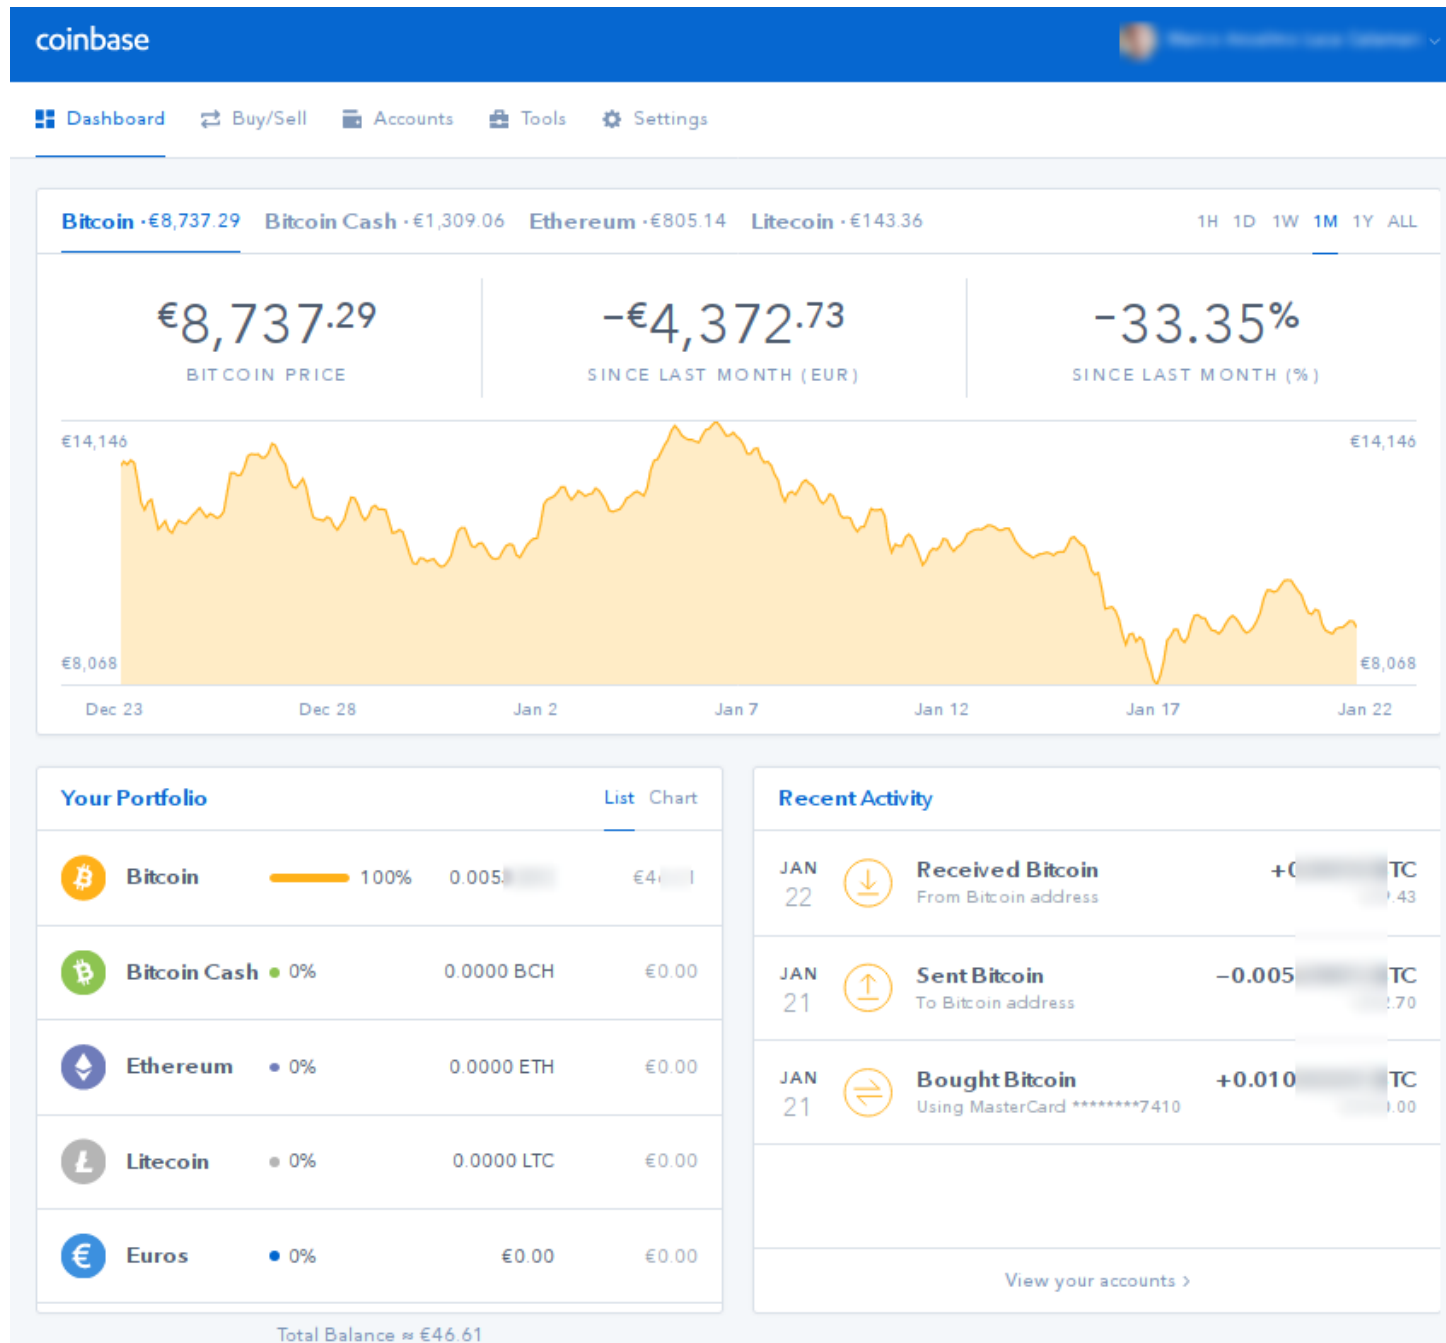 coinbase
Dashboard Buy/Sell Accounts Tools Settings
Bitcoin · €8,737.29 Bitcoin Cash · €1,309.06 Ethereum · €805.14 Litecoin · €143.36 1H 1D 1W 1M 1Y ALL
€8,737.29 −€4,372.73 −33.35%
BITCOIN PRICE SINCE LAST MONTH (EUR) SINCE LAST MONTH (%)
€14,146 €14,146
€8,068 €8,068
Dec 23 Dec 28 Jan 2 Jan 7 Jan 12 Jan 17 Jan 22
Your Portfolio List Chart
Bitcoin 100%
Bitcoin Cash 0% 0.0000 BCH €0.00
Ethereum 0% 0.0000 ETH €0.00
Litecoin 0% 0.0000 LTC €0.00
Euros 0% €0.00 €0.00
Total Balance ≈ €46.61
Recent Activity
JAN 22 Received Bitcoin
From Bitcoin address
JAN 21 Sent Bitcoin
To Bitcoin address
JAN 21 Bought Bitcoin
Using MasterCard ********7410
View your accounts >